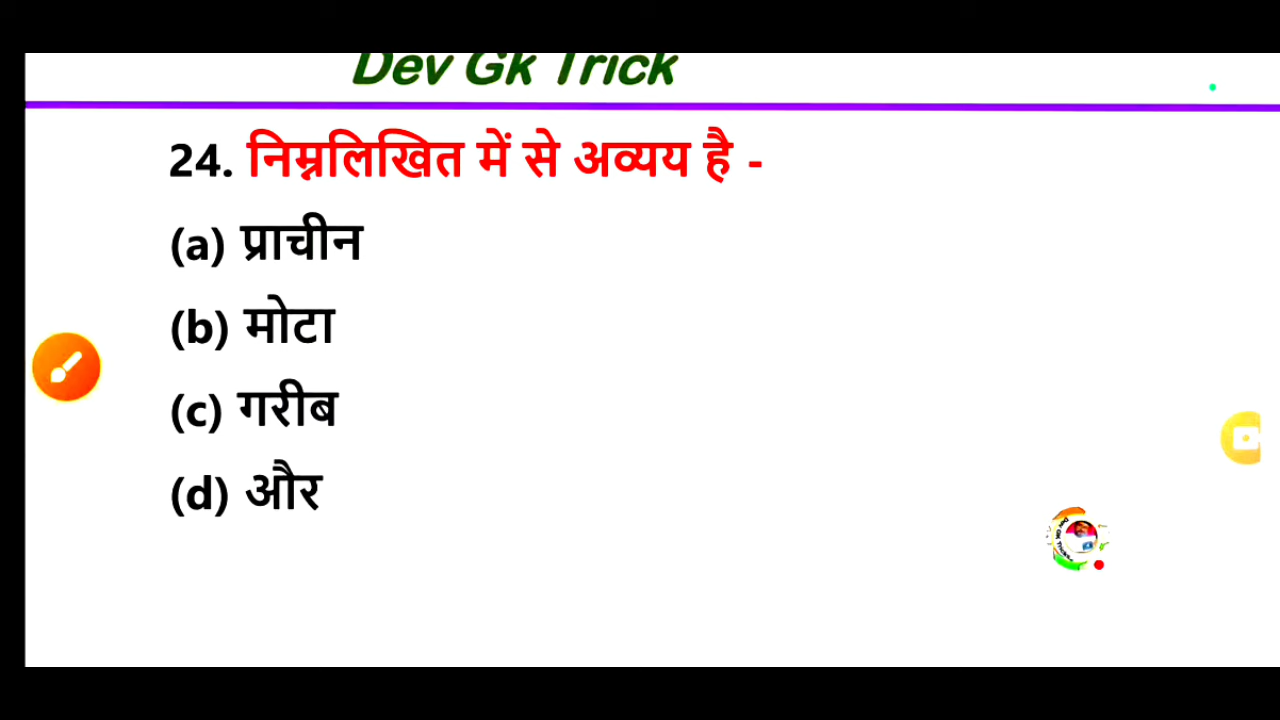 Dev Gk Trick
24. निम्नलिखित में से अव्यय है -
(a) प्राचीन
(b) मोटा
(c) गरीब
(d) और